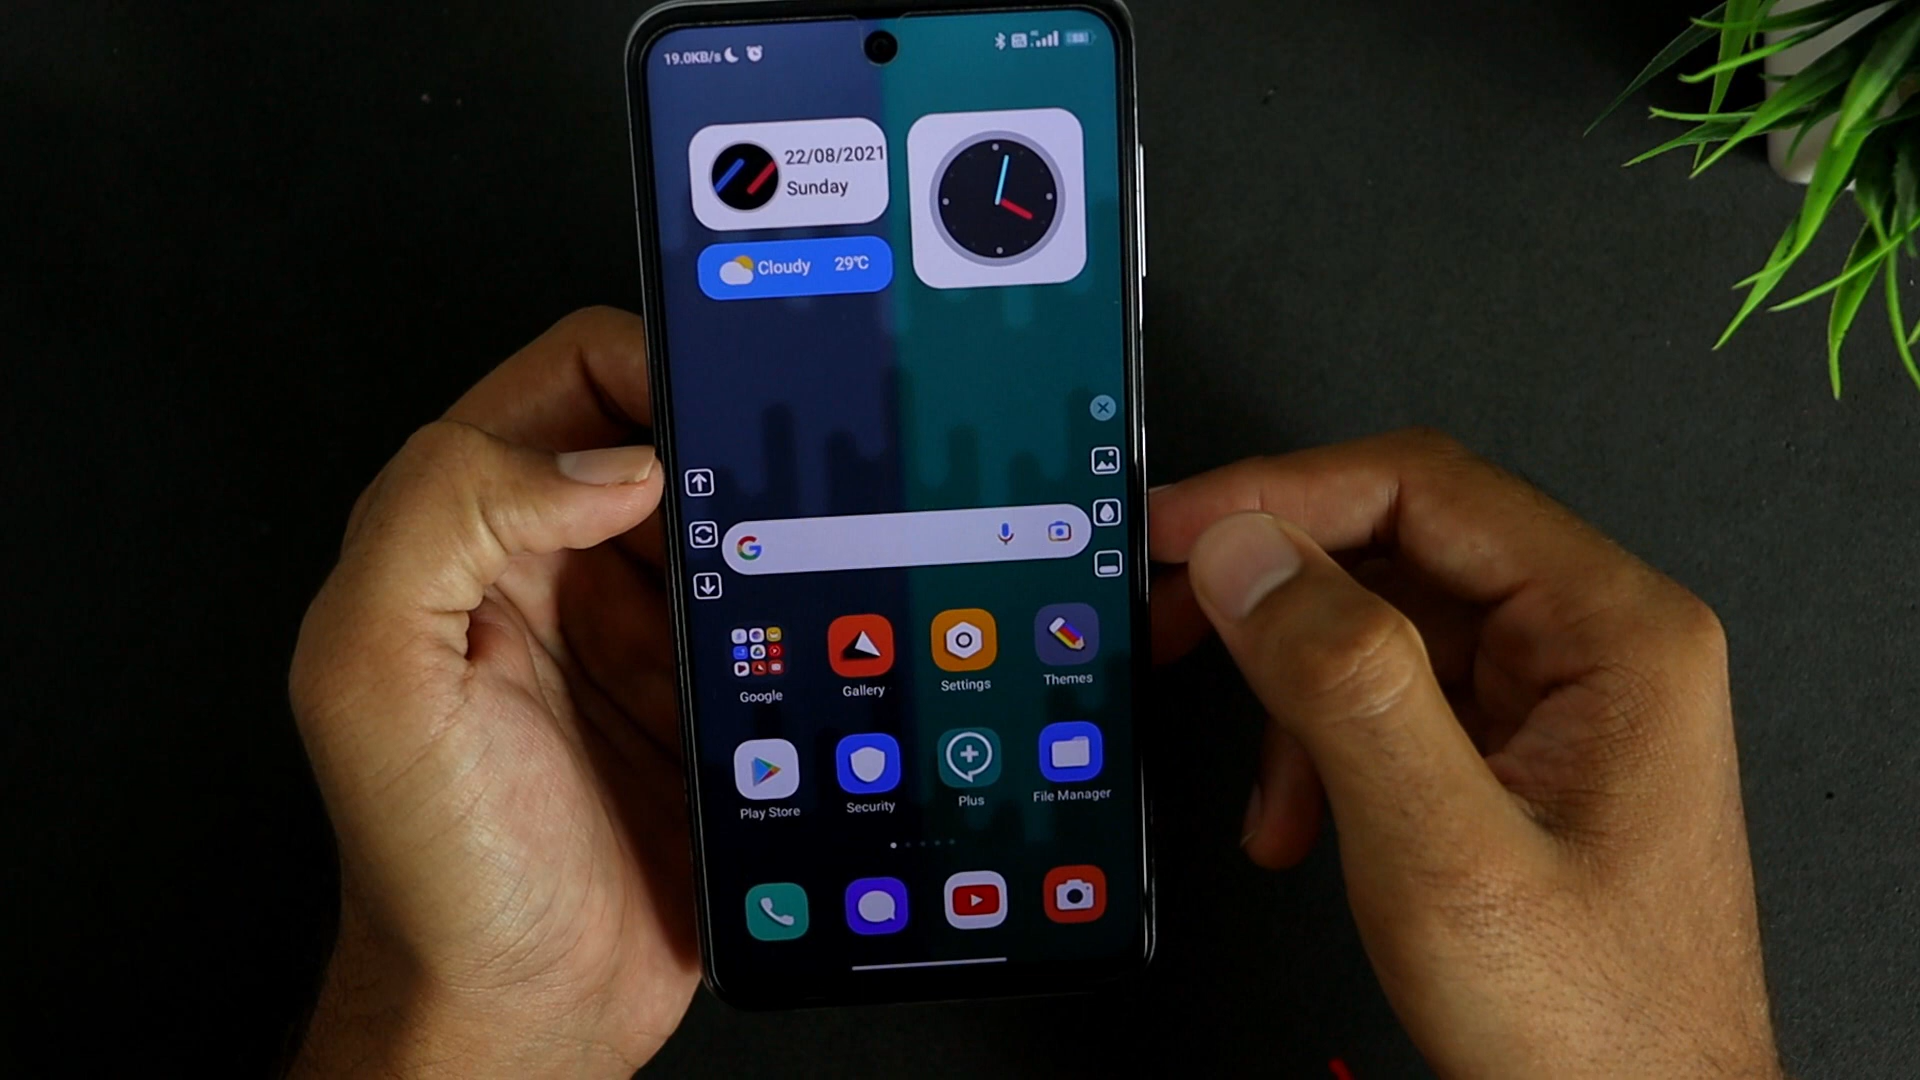 19.0KB/s
22/08/2021
Sunday
Cloudy 29℃
G
Google Gallery Settings Themes
Play Store Security Plus File Manager